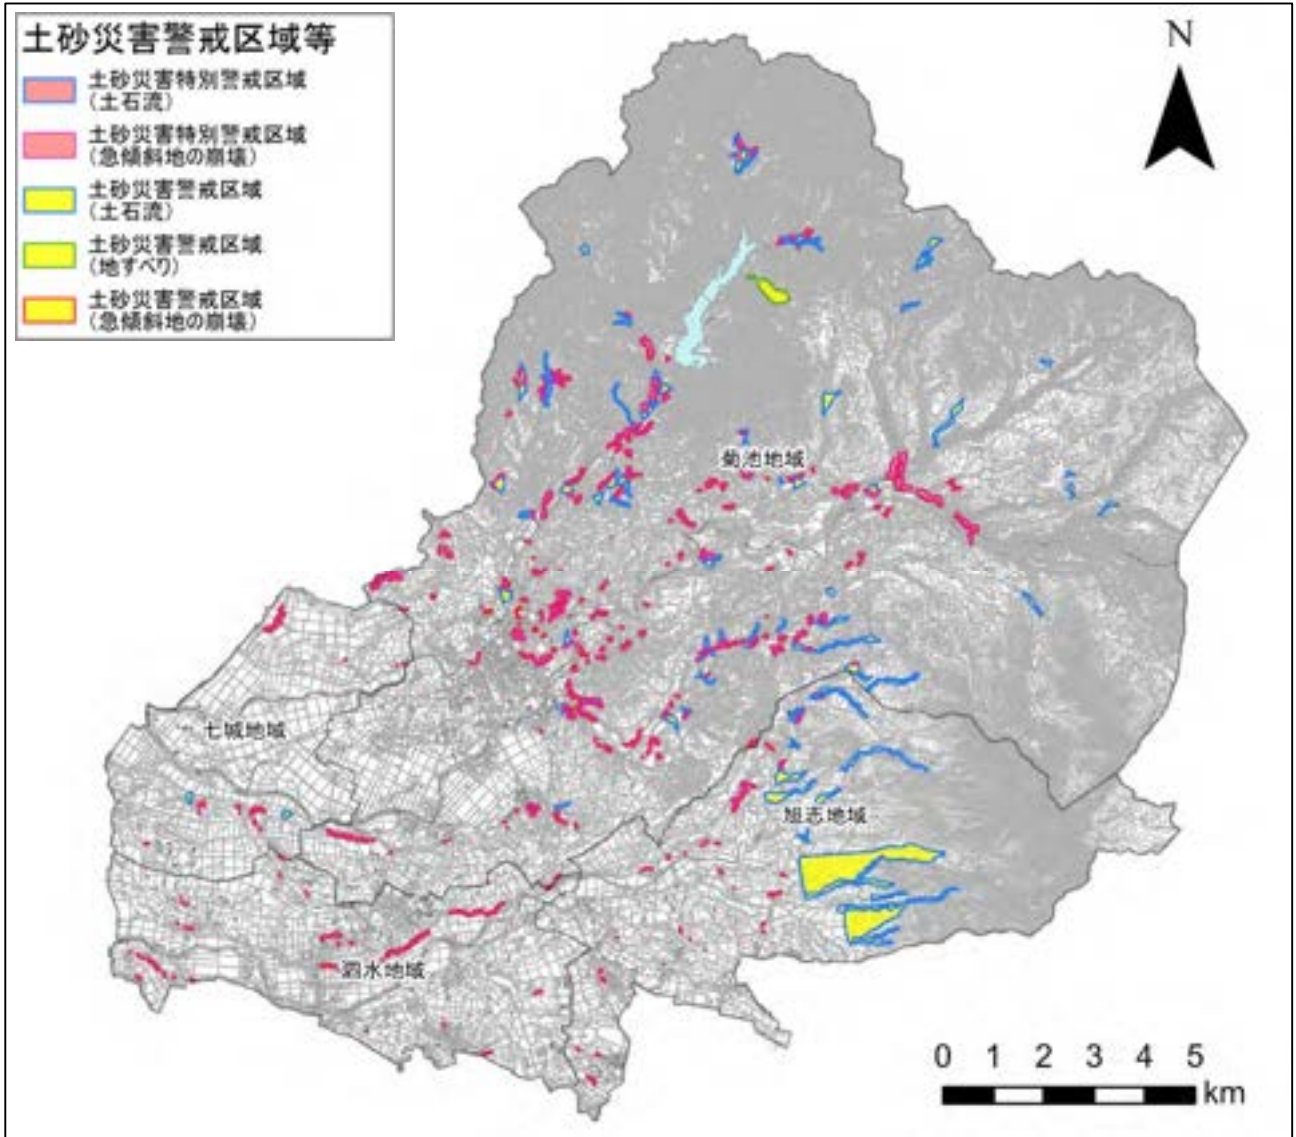 土砂災害警戒区域等
土砂災害特別警戒区域
(土石流)
土砂災害特別警戒区域
(急傾斜地の崩壊)
土砂災害警戒区域
(土石流)
土砂災害警戒区域
(地すべり)
土砂災害警戒区域
(急傾斜地の崩壊)
N
菊池地域
七城地域
旭志地域
泗水地域
0 1 2 3 4 5
km